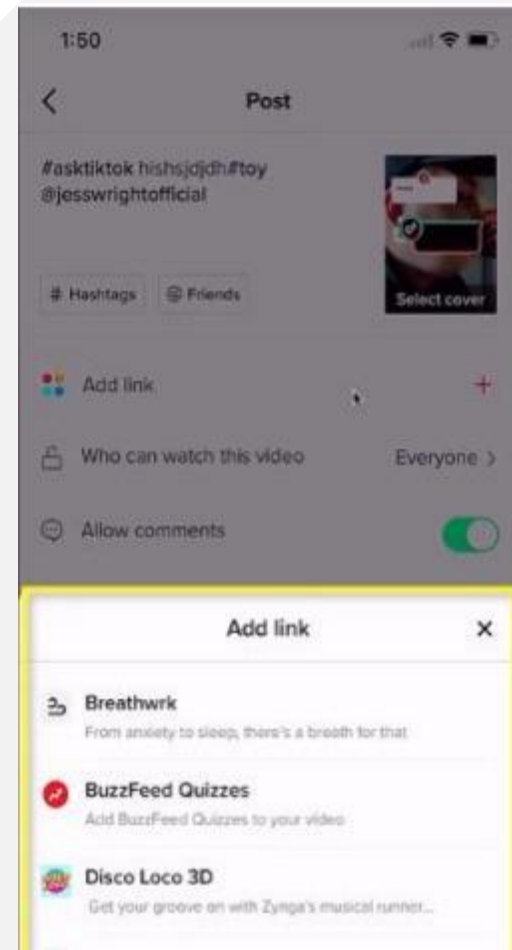 1:50
Post
#asktiktok hishsjdjdh#toy
@jesswrightofficial
# Hashtags @ Friends
Select cover
Add link
Who can watch this video Everyone >
Allow comments
Add link
Breathwrk
From anxiety to sleep, there's a breath for that
BuzzFeed Quizzes
Add BuzzFeed Quizzes to your video
Disco Loco 3D
Get your groove on with Zynga's musical runner...